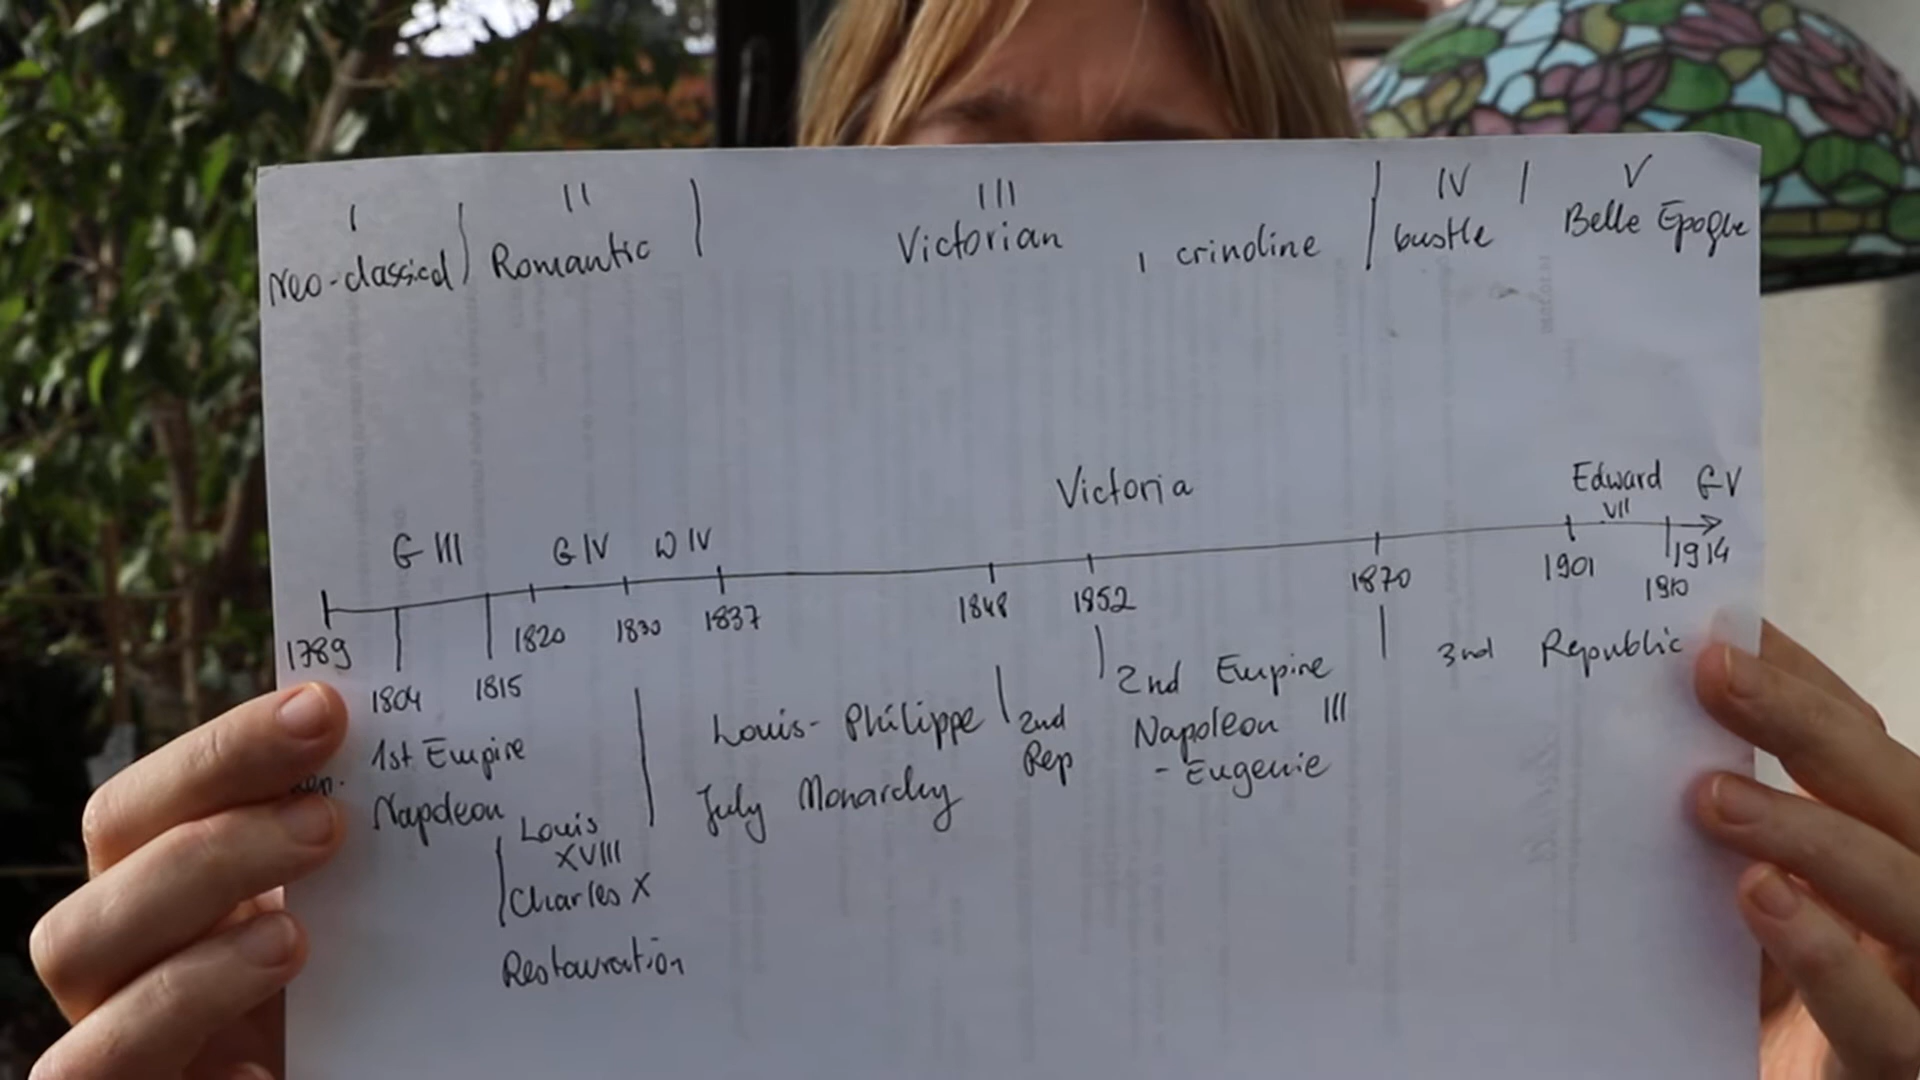 I II III IV V
Neo-classical Romantic Victorian crinoline bustle Belle Epoque
Victoria Edward VII G V
G III G IV W IV
1789 1804 1815 1820 1830 1837 1848 1852 1870 1901 1910 1914
1st Empire
Napoleon
Louis
XVIII
Charles X
Restauration
Louis-Philippe
July Monarchy
2nd
Rep
2nd Empire
Napoleon III
- Eugenie
3nd Republic